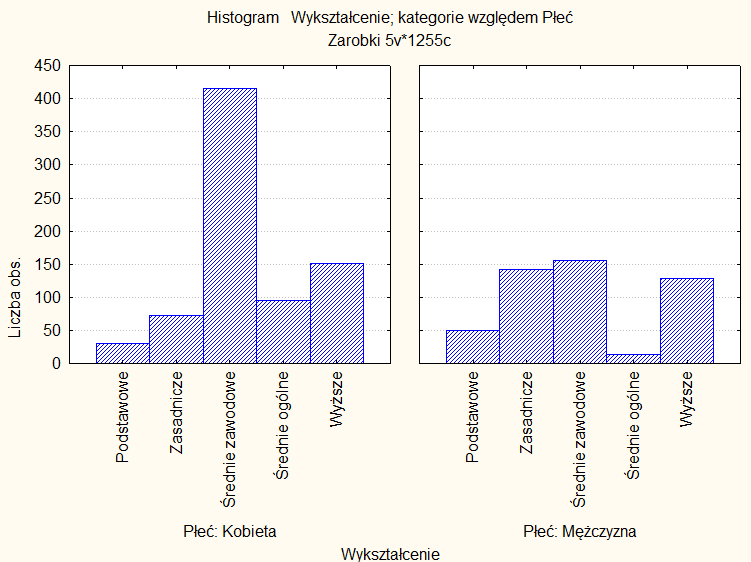 Histogram Wykształcenie; kategorie względem Płeć
Zarobki 5v*1255c
Liczba obs.
450
400
350
300
250
200
150
100
50
0
Podstawowe
Zasadnicze
Średnie zawodowe
Średnie ogólne
Wyższe
Płeć: Kobieta
Podstawowe
Zasadnicze
Średnie zawodowe
Średnie ogólne
Wyższe
Płeć: Mężczyzna
Wykształcenie